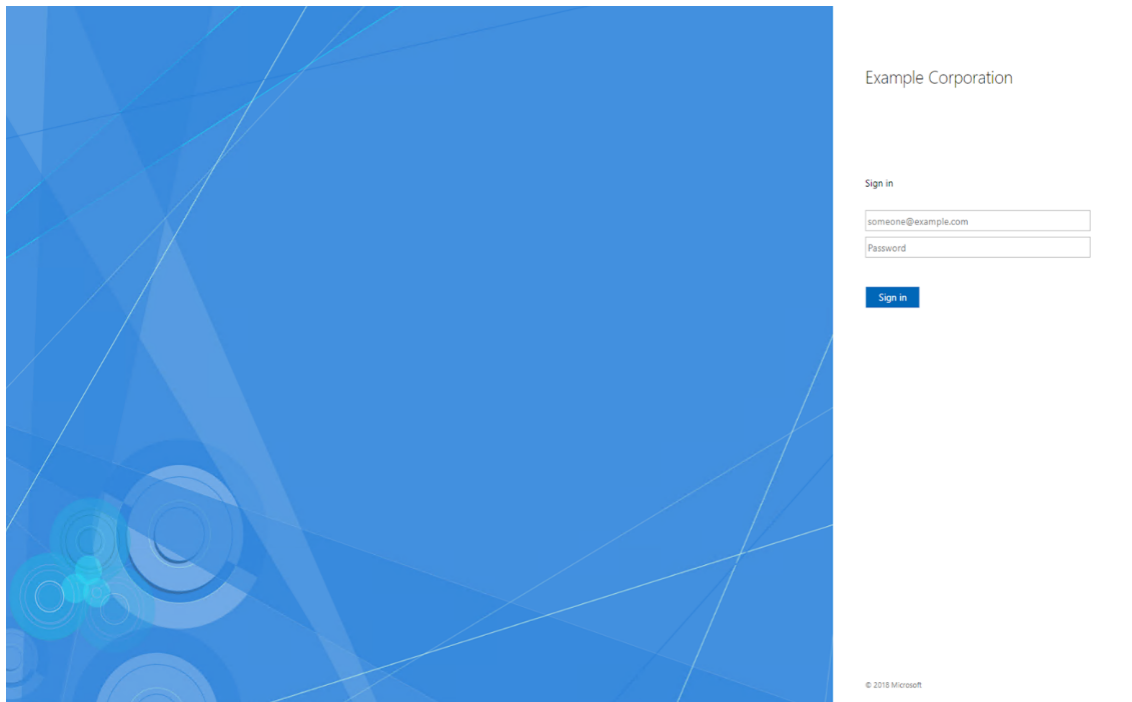 Example Corporation
Sign in
someone@example.com
Password
Sign in
© 2018 Microsoft